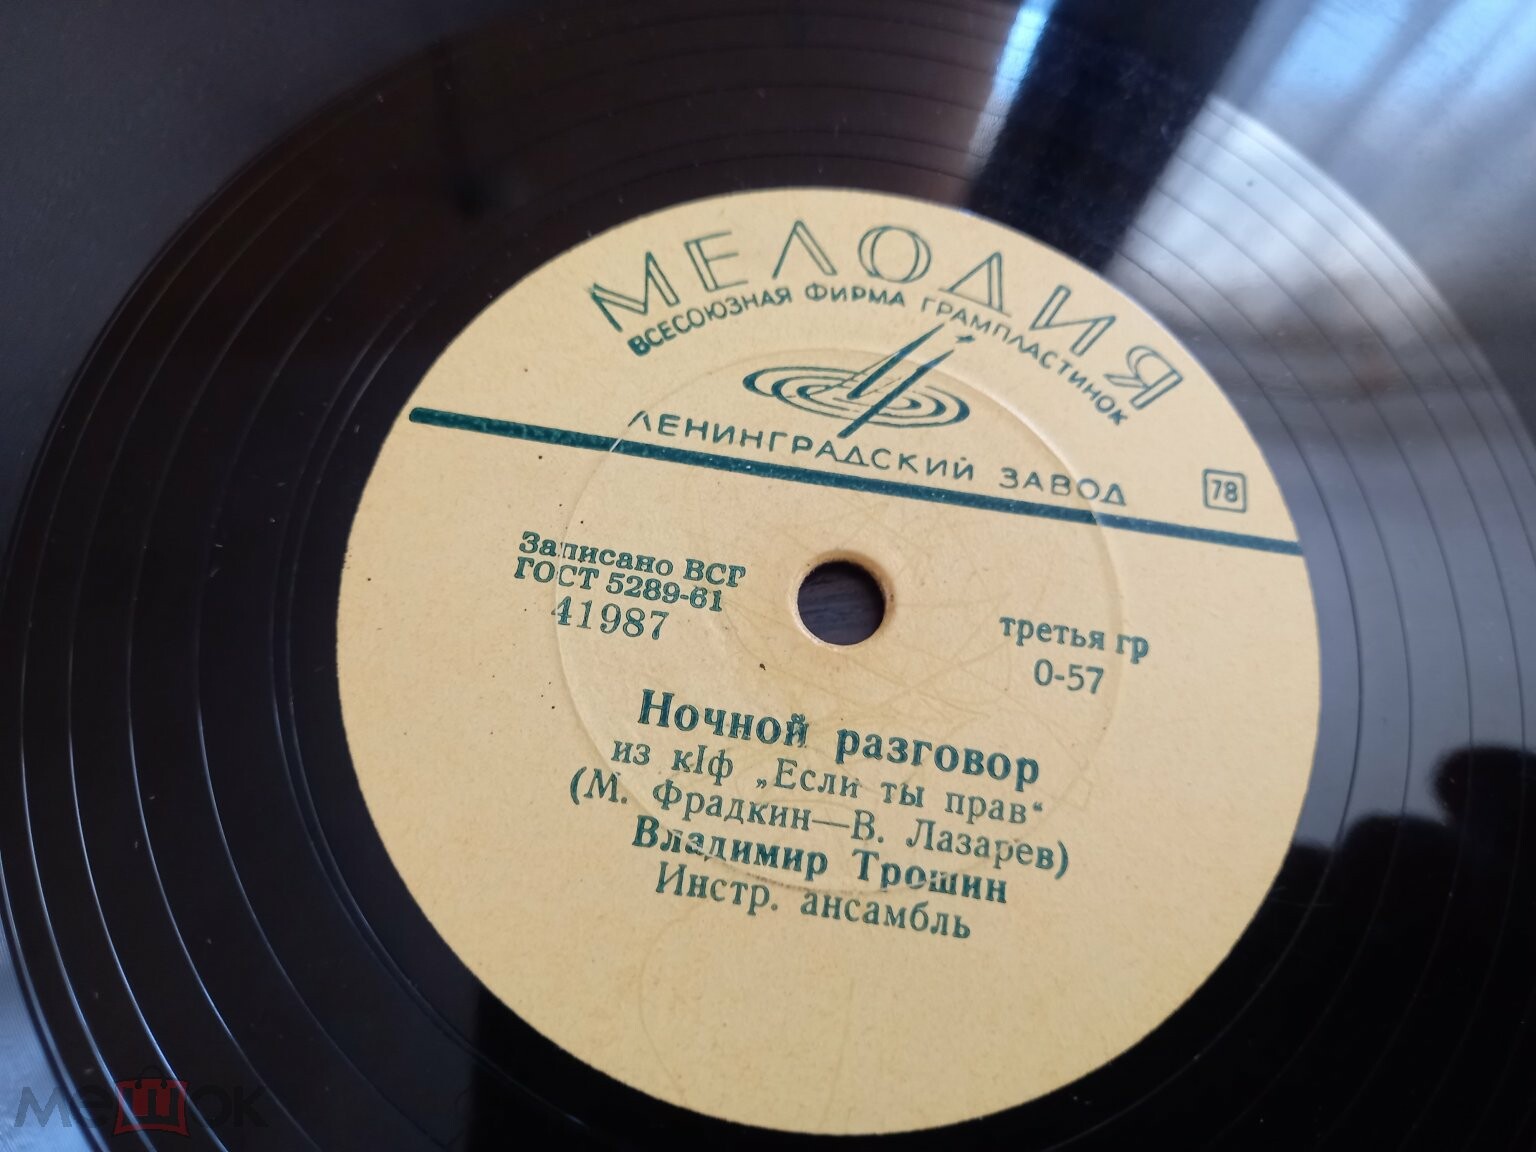 МЕЛОДИЯ
ВСЕСОЮЗНАЯ ФИРМА ГРАМПЛАСТИНОК
ЛЕНИНГРАДСКИЙ ЗАВОД
78
Записано ВСГ
ГОСТ 5289-61
41987
третья гр
0-57
Ночной разговор
из кIф „Если ты прав“
(М. Фрадкин—В. Лазарев)
Владимир Трошин
Инстр. ансамбль
мешок